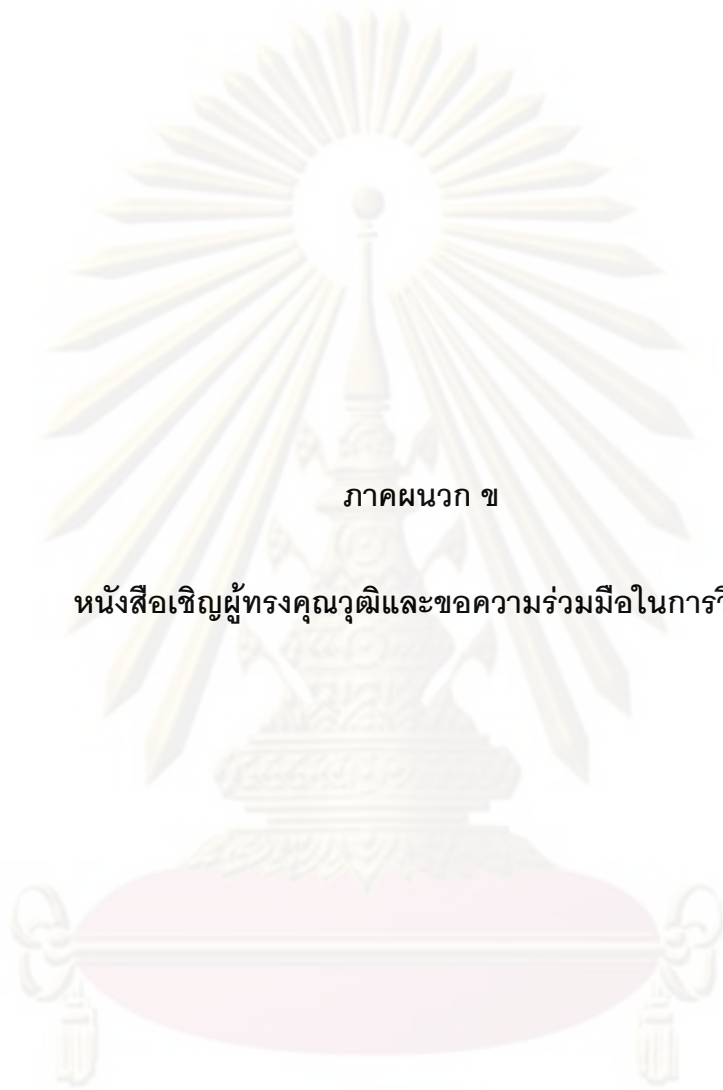 ภาคผนวก ข
หนังสือเชิญผู้ทรงคุณวุฒิและขอความร่วมมือในการ